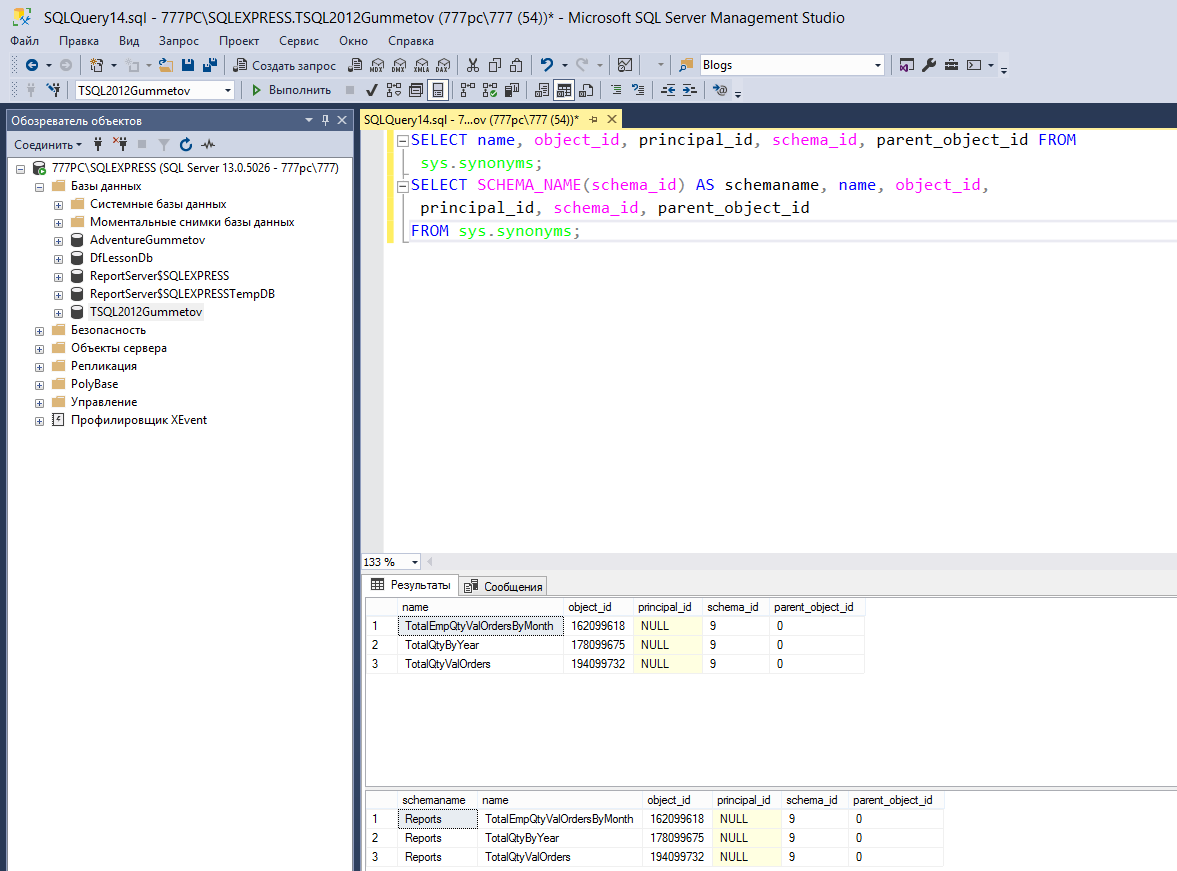 SQLQuery14.sql - 777PC\SQLEXPRESS.TSQL2012Gummetov (777pc\777 (54))* - Microsoft SQL Server Management Studio
Файл Правка Вид Запрос Проект Сервис Окно Справка
Создать запрос MDX DMX XMLA DAX Blogs
TSQL2012Gummetov Выполнить
Обозреватель объектов
Соединить
777PC\SQLEXPRESS (SQL Server 13.0.5026 - 777pc\777)
Базы данных
Системные базы данных
Моментальные снимки базы данных
AdventureGummetov
DfLessonDb
ReportServer$SQLEXPRESS
ReportServer$SQLEXPRESSTempDB
TSQL2012Gummetov
Безопасность
Объекты сервера
Репликация
PolyBase
Управление
Профилировщик XEvent
SQLQuery14.sql - 7...ov (777pc\777 (54))*
SELECT name, object_id, principal_id, schema_id, parent_object_id FROM
sys.synonyms;
SELECT SCHEMA_NAME(schema_id) AS schemaname, name, object_id,
principal_id, schema_id, parent_object_id
FROM sys.synonyms;
133 %
Результаты Сообщения
name object_id principal_id schema_id parent_object_id
1 TotalEmpQtyValOrdersByMonth 162099618 NULL 9 0
2 TotalQtyByYear 178099675 NULL 9 0
3 TotalQtyValOrders 194099732 NULL 9 0
schemaname name object_id principal_id schema_id parent_object_id
1 Reports TotalEmpQtyValOrdersByMonth 162099618 NULL 9 0
2 Reports TotalQtyByYear 178099675 NULL 9 0
3 Reports TotalQtyValOrders 194099732 NULL 9 0